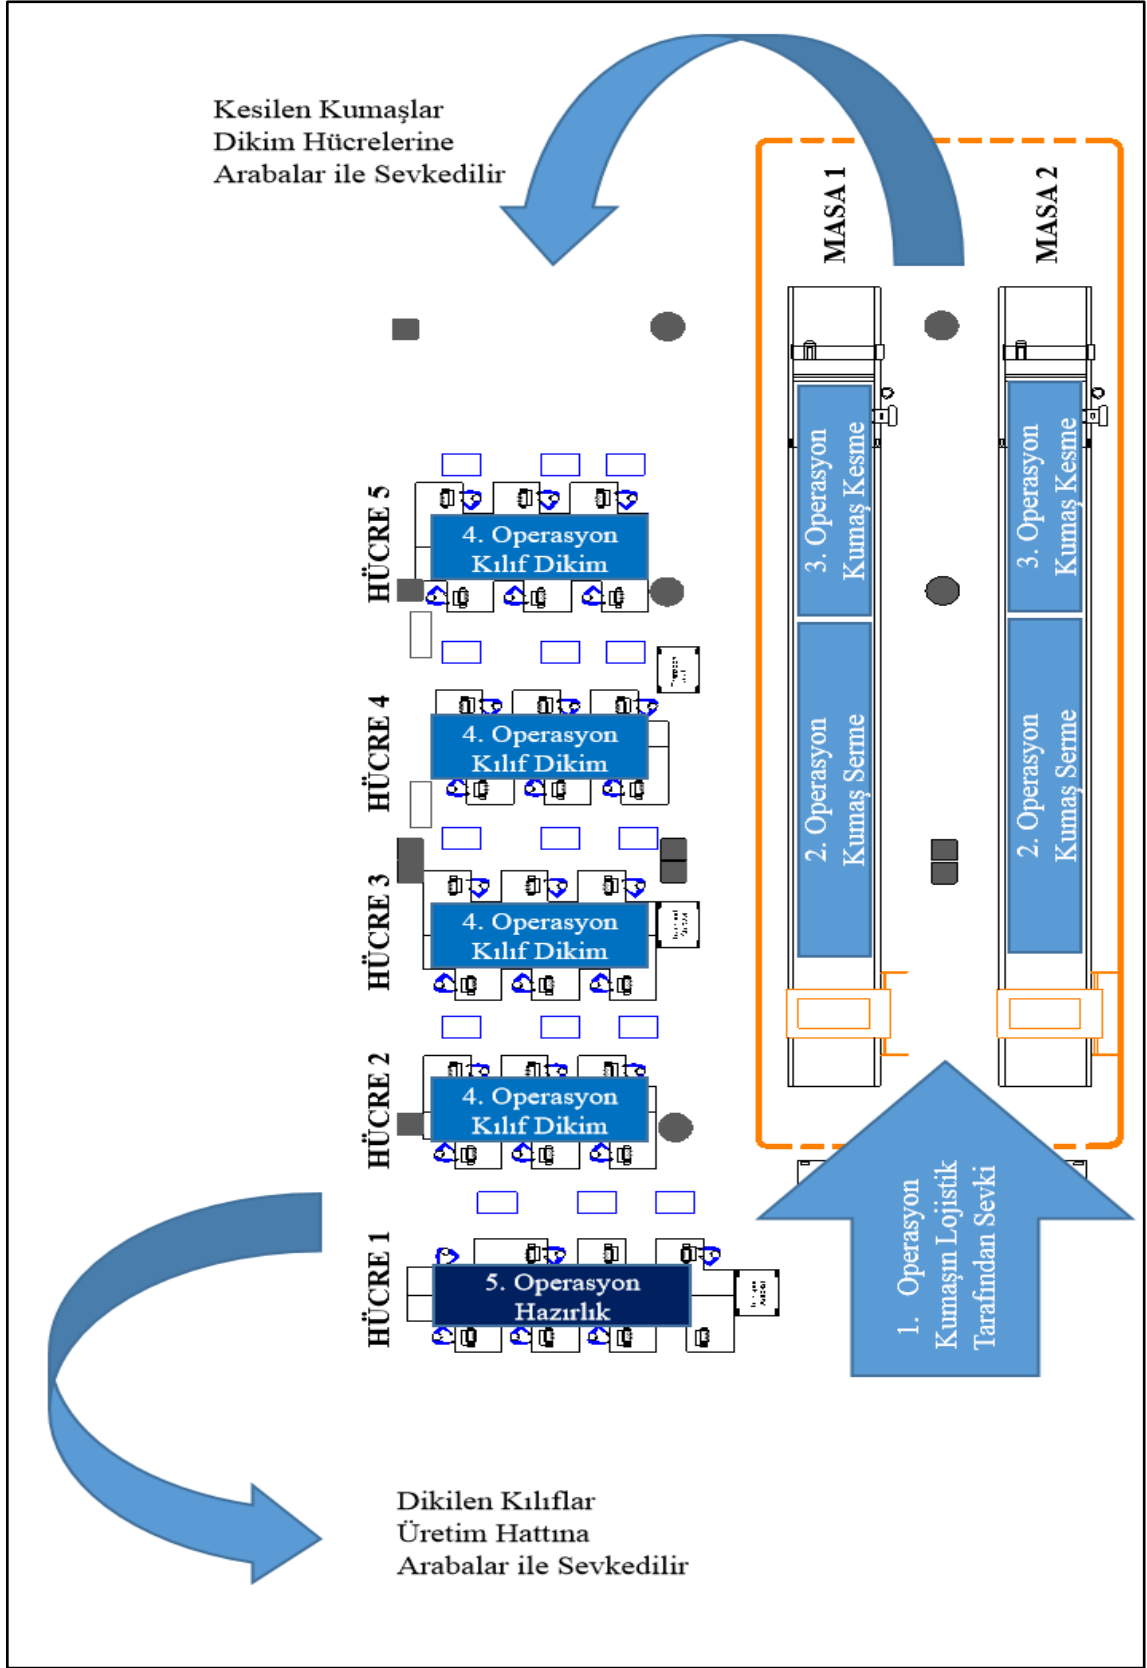 Kesilen Kumaşlar
Dikim Hücrelerine
Arabalar ile Sevkedilir
MASA 1
MASA 2
3. Operasyon
Kumaş Kesme
3. Operasyon
Kumaş Kesme
2. Operasyon
Kumaş Serme
2. Operasyon
Kumaş Serme
1. Operasyon
Kumaşın Lojistik
Tarafından Sevki
HÜCRE 5
4. Operasyon
Kılıf Dikim
HÜCRE 4
4. Operasyon
Kılıf Dikim
HÜCRE 3
4. Operasyon
Kılıf Dikim
HÜCRE 2
4. Operasyon
Kılıf Dikim
HÜCRE 1
5. Operasyon
Hazırlık
Dikilen Kılıflar
Üretim Hattına
Arabalar ile Sevkedilir